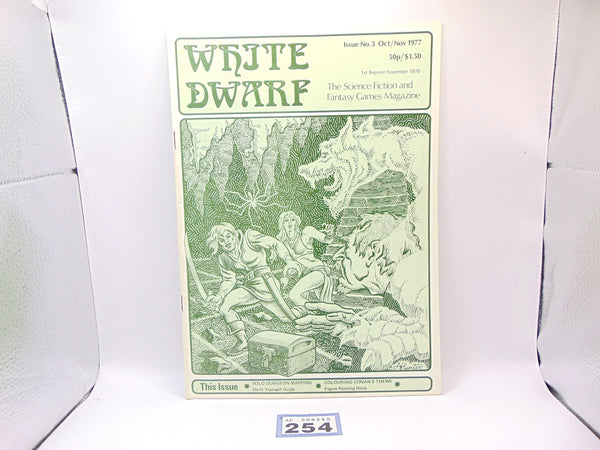 WHITE
DWARF
Issue No.3 Oct/Nov 1977
50p/$1.50
1st Reprint November 1978
The Science Fiction and
Fantasy Games Magazine
This Issue
SOLO DUNGEON MAPPING
Do-It-Yourself Guide
COLOURING CONAN'S THEWS
Figure Painting Hints
254